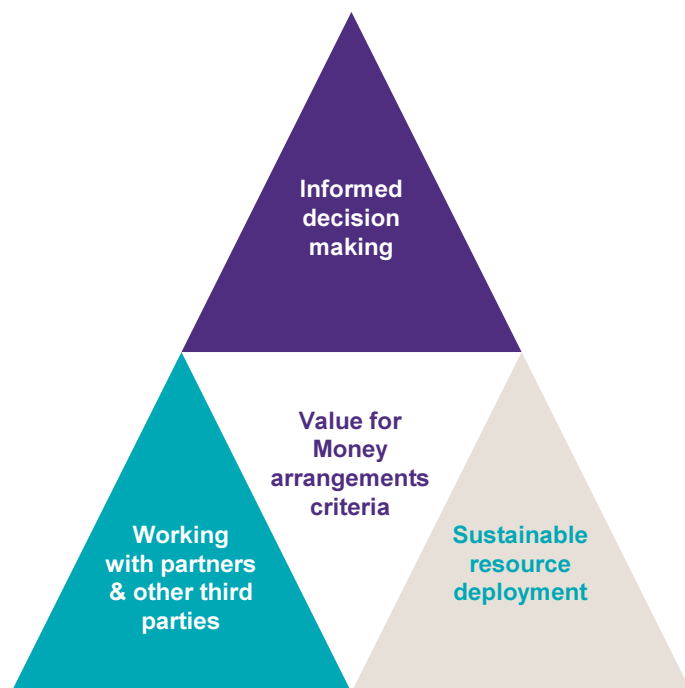 Informed
decision
making
Value for
Money
arrangements
criteria
Working
with partners
& other third
parties
Sustainable
resource
deployment